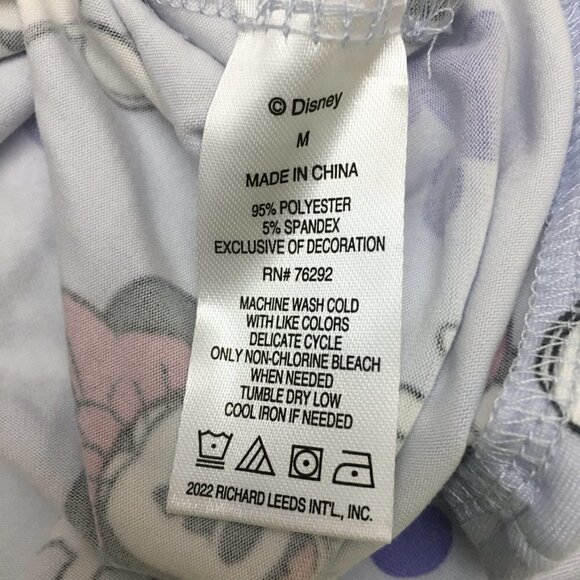 © Disney
M
MADE IN CHINA
95% POLYESTER
5% SPANDEX
EXCLUSIVE OF DECORATION
RN# 76292
MACHINE WASH COLD
WITH LIKE COLORS
DELICATE CYCLE
ONLY NON-CHLORINE BLEACH
WHEN NEEDED
TUMBLE DRY LOW
COOL IRON IF NEEDED
2022 RICHARD LEEDS INT'L., INC.